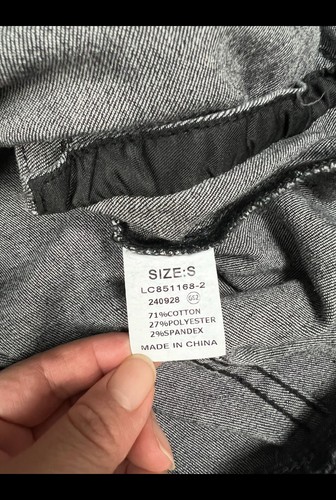 SIZE:S
LC851168-2
240928
71%COTTON
27%POLYESTER
2%SPANDEX
MADE IN CHINA